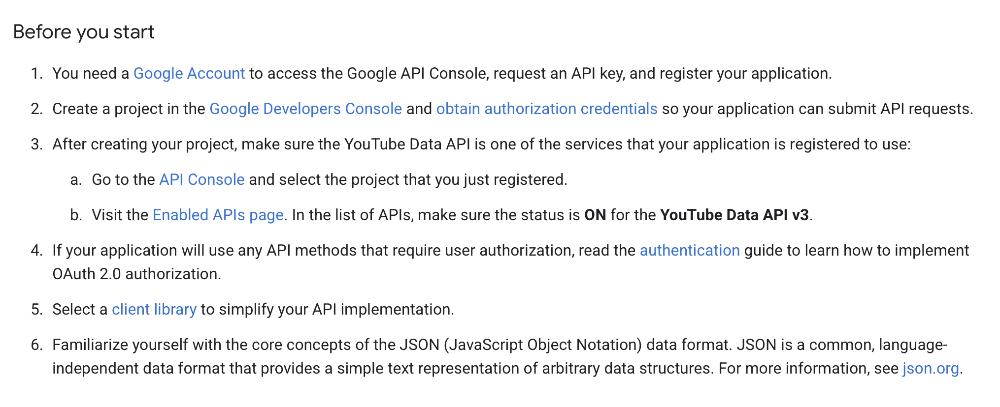 Before you start
1. You need a Google Account to access the Google API Console, request an API key, and register your application.
2. Create a project in the Google Developers Console and obtain authorization credentials so your application can submit API requests.
3. After creating your project, make sure the YouTube Data API is one of the services that your application is registered to use:
a. Go to the API Console and select the project that you just registered.
b. Visit the Enabled APIs page. In the list of APIs, make sure the status is ON for the YouTube Data API v3.
4. If your application will use any API methods that require user authorization, read the authentication guide to learn how to implement
OAuth 2.0 authorization.
5. Select a client library to simplify your API implementation.
6. Familiarize yourself with the core concepts of the JSON (JavaScript Object Notation) data format. JSON is a common, language-
independent data format that provides a simple text representation of arbitrary data structures. For more information, see json.org.